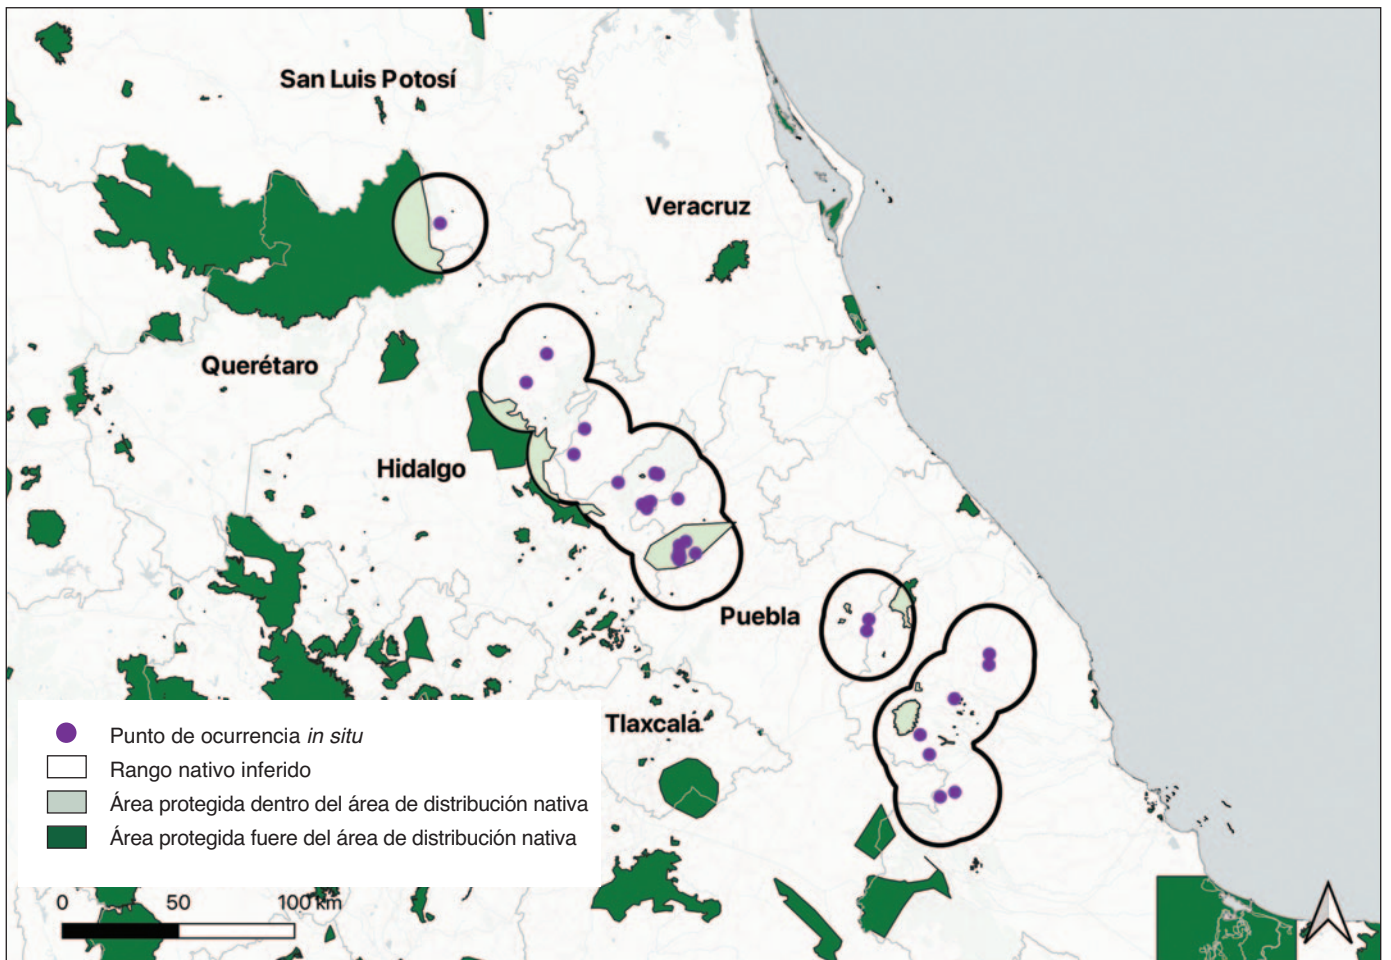 San Luis Potosí
Veracruz
Querétaro
Hidalgo
Puebla
Tlaxcala
Punto de ocurrencia in situ
Rango nativo inferido
Área protegida dentro del área de distribución nativa
Área protegida fuere del área de distribución nativa
0 50 100 km